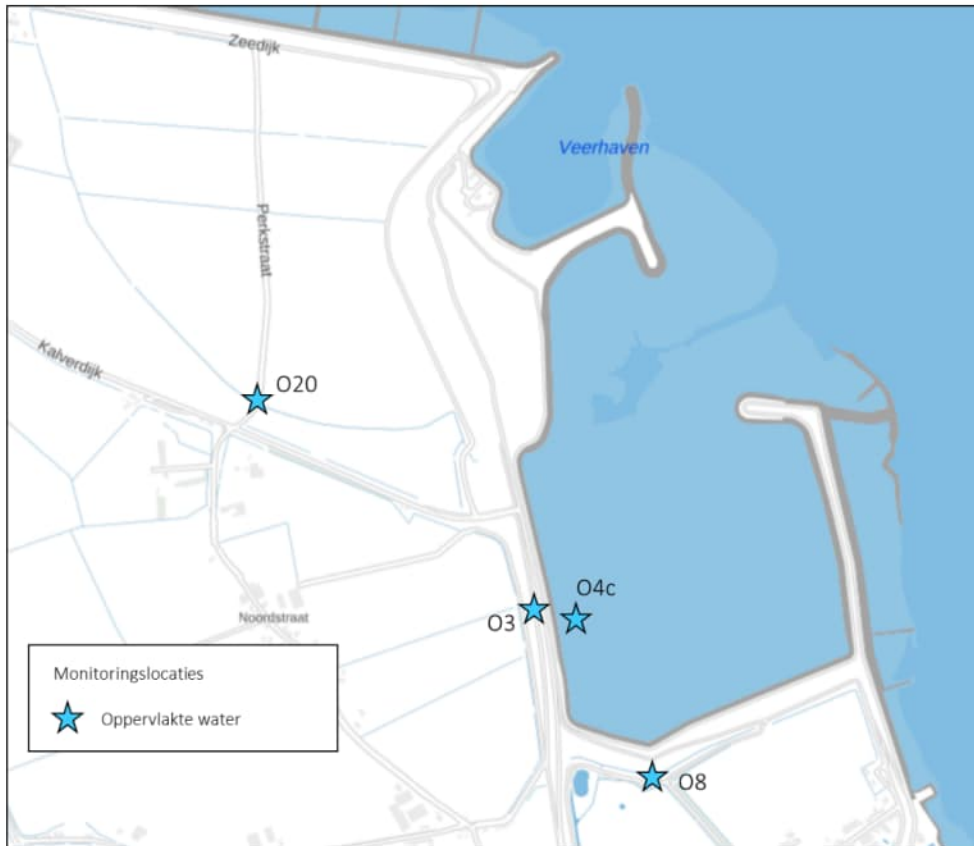 Zeedijk
Veerhaven
Perkstraat
Kalverdijk
O20
O4c
O3
Noordstraat
Monitoringslocaties
Oppervlakte water
O8